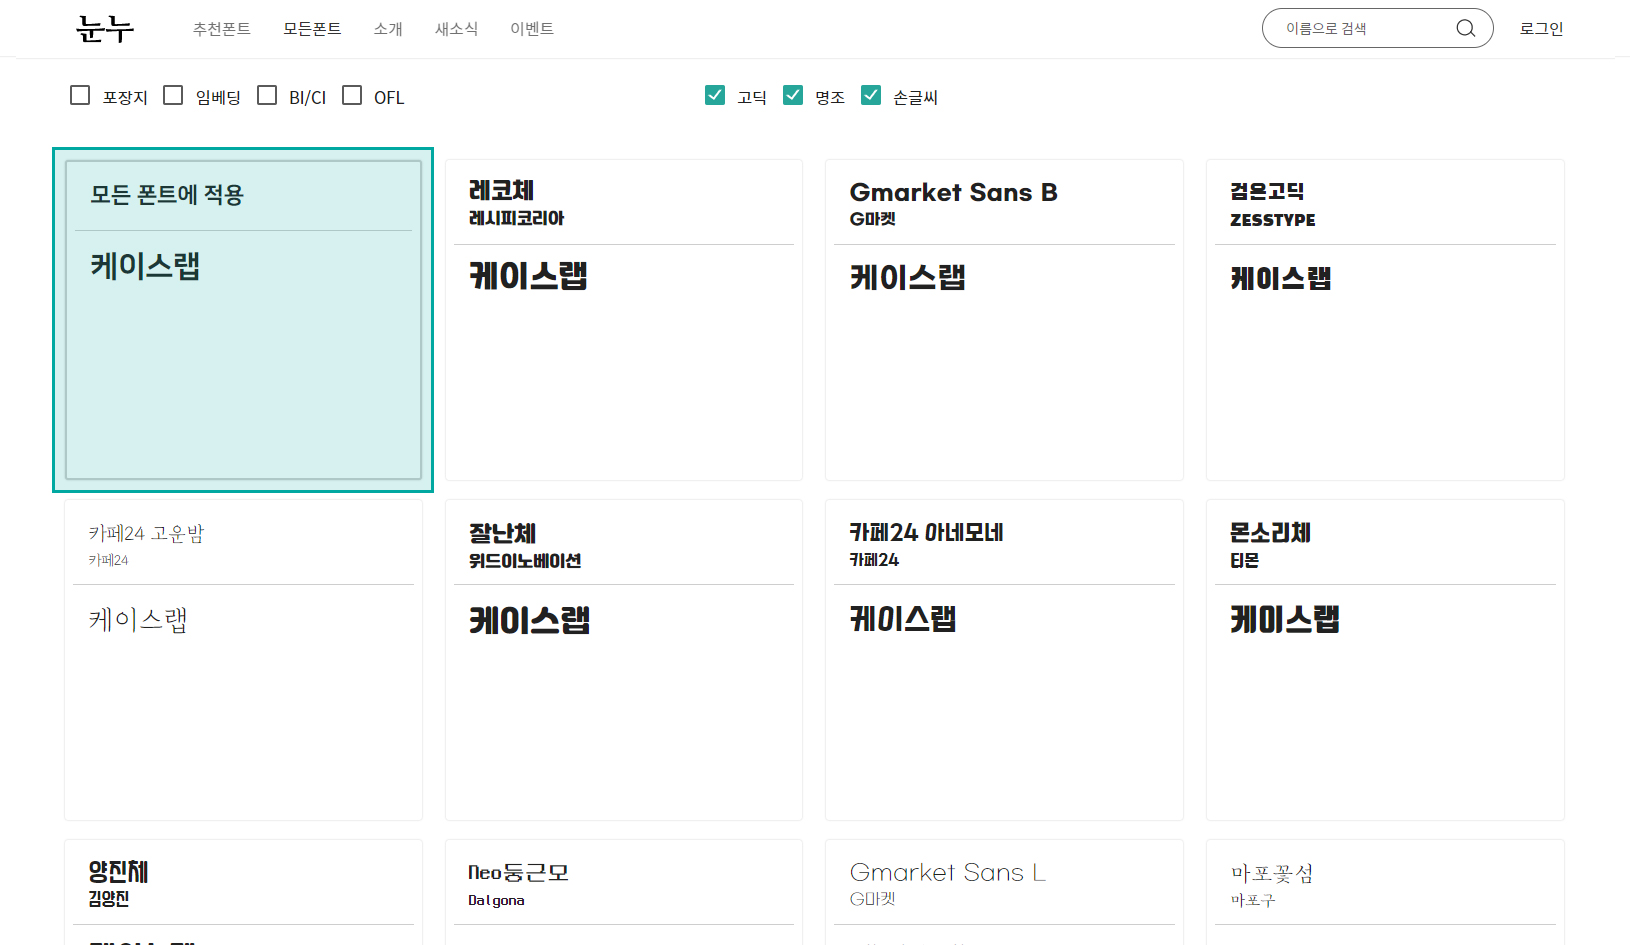 눈누 추천폰트 모든폰트 소개 새소식 이벤트 이름으로 검색 로그인
포장지 임베딩 BI/CI OFL 고딕 명조 손글씨
모든 폰트에 적용
케이스랩
레코체
레시피코리아
케이스랩
Gmarket Sans B
G마켓
케이스랩
검은고딕
ZESSTYPE
케이스랩
카페24 고운밤
카페24
케이스랩
잘난체
위드이노베이션
케이스랩
카페24 아네모네
카페24
케이스랩
몬소리체
티몬
케이스랩
양진체
김양진
Neo둥근모
Dalgona
Gmarket Sans L
G마켓
마포꽃섬
마포구